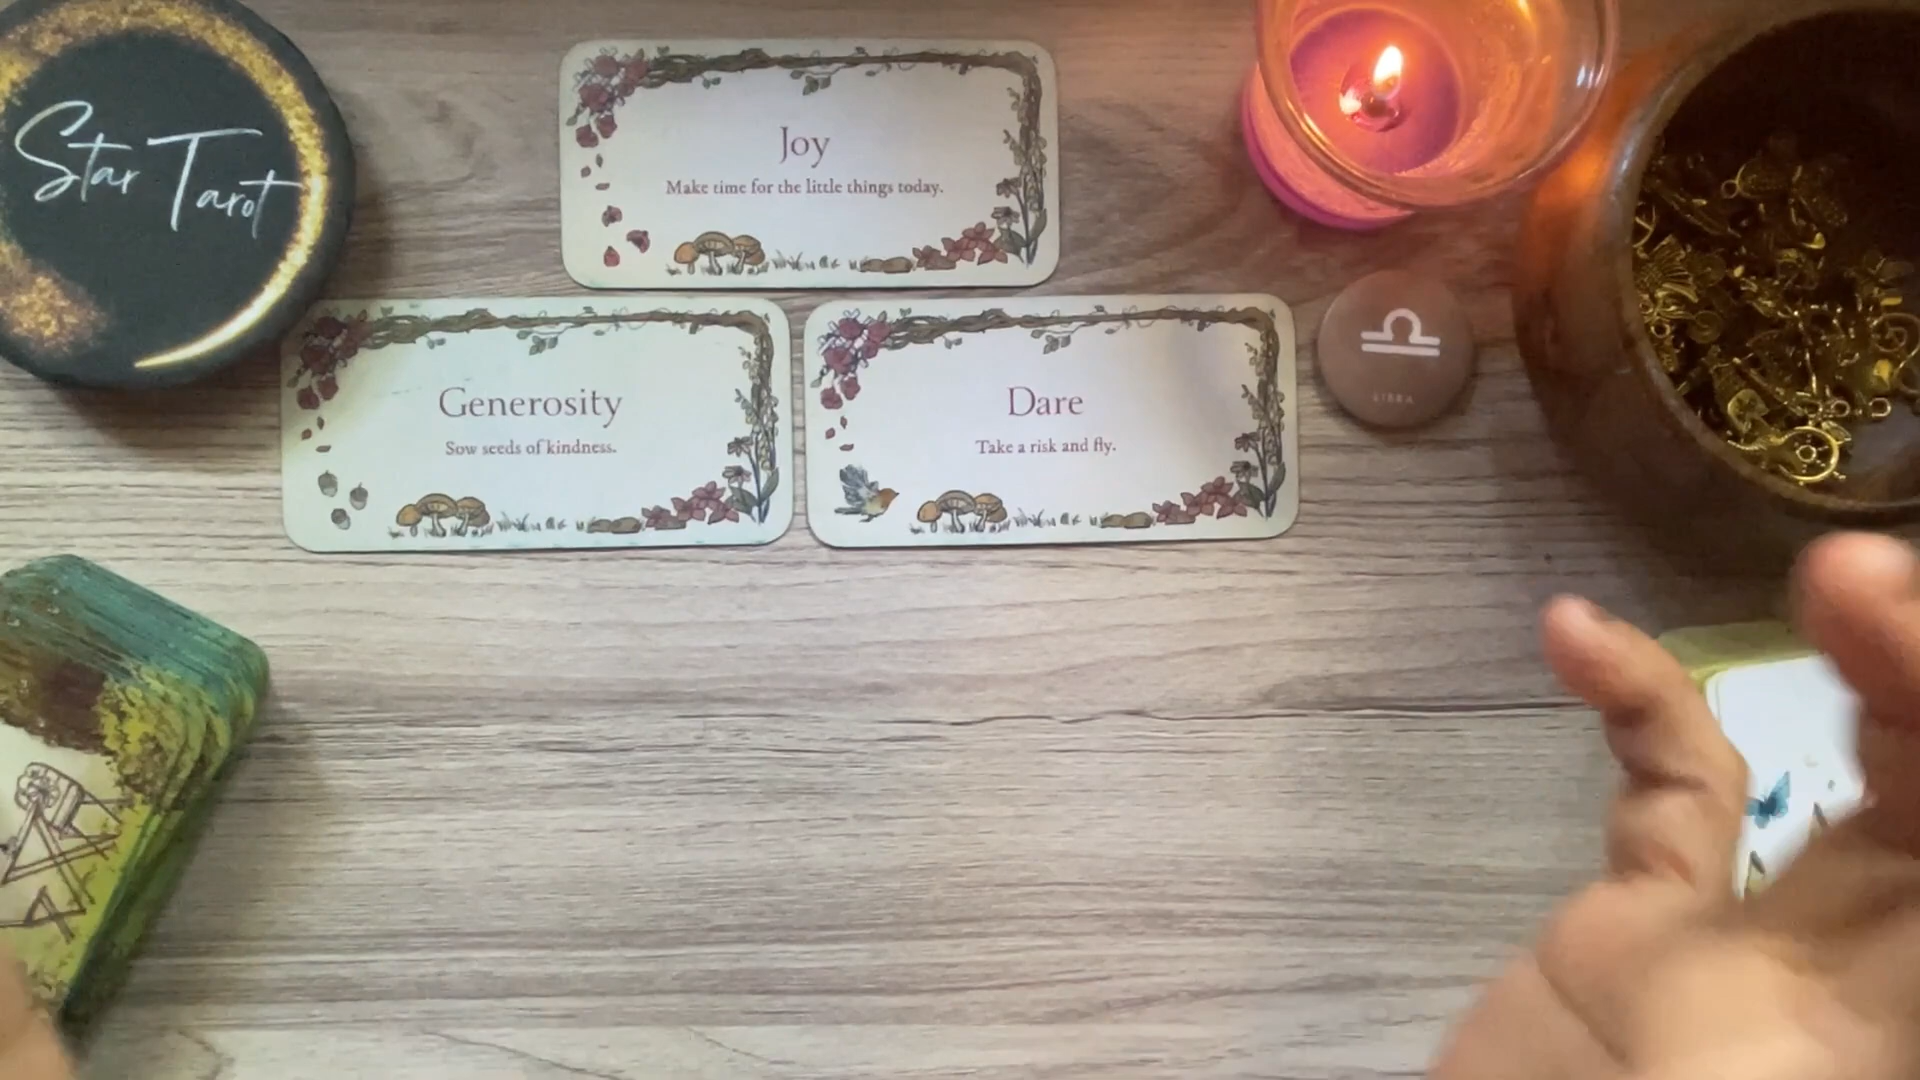 Star Tarot
Joy
Make time for the little things today.
Generosity
Sow seeds of kindness.
Dare
Take a risk and fly.
LIBRA